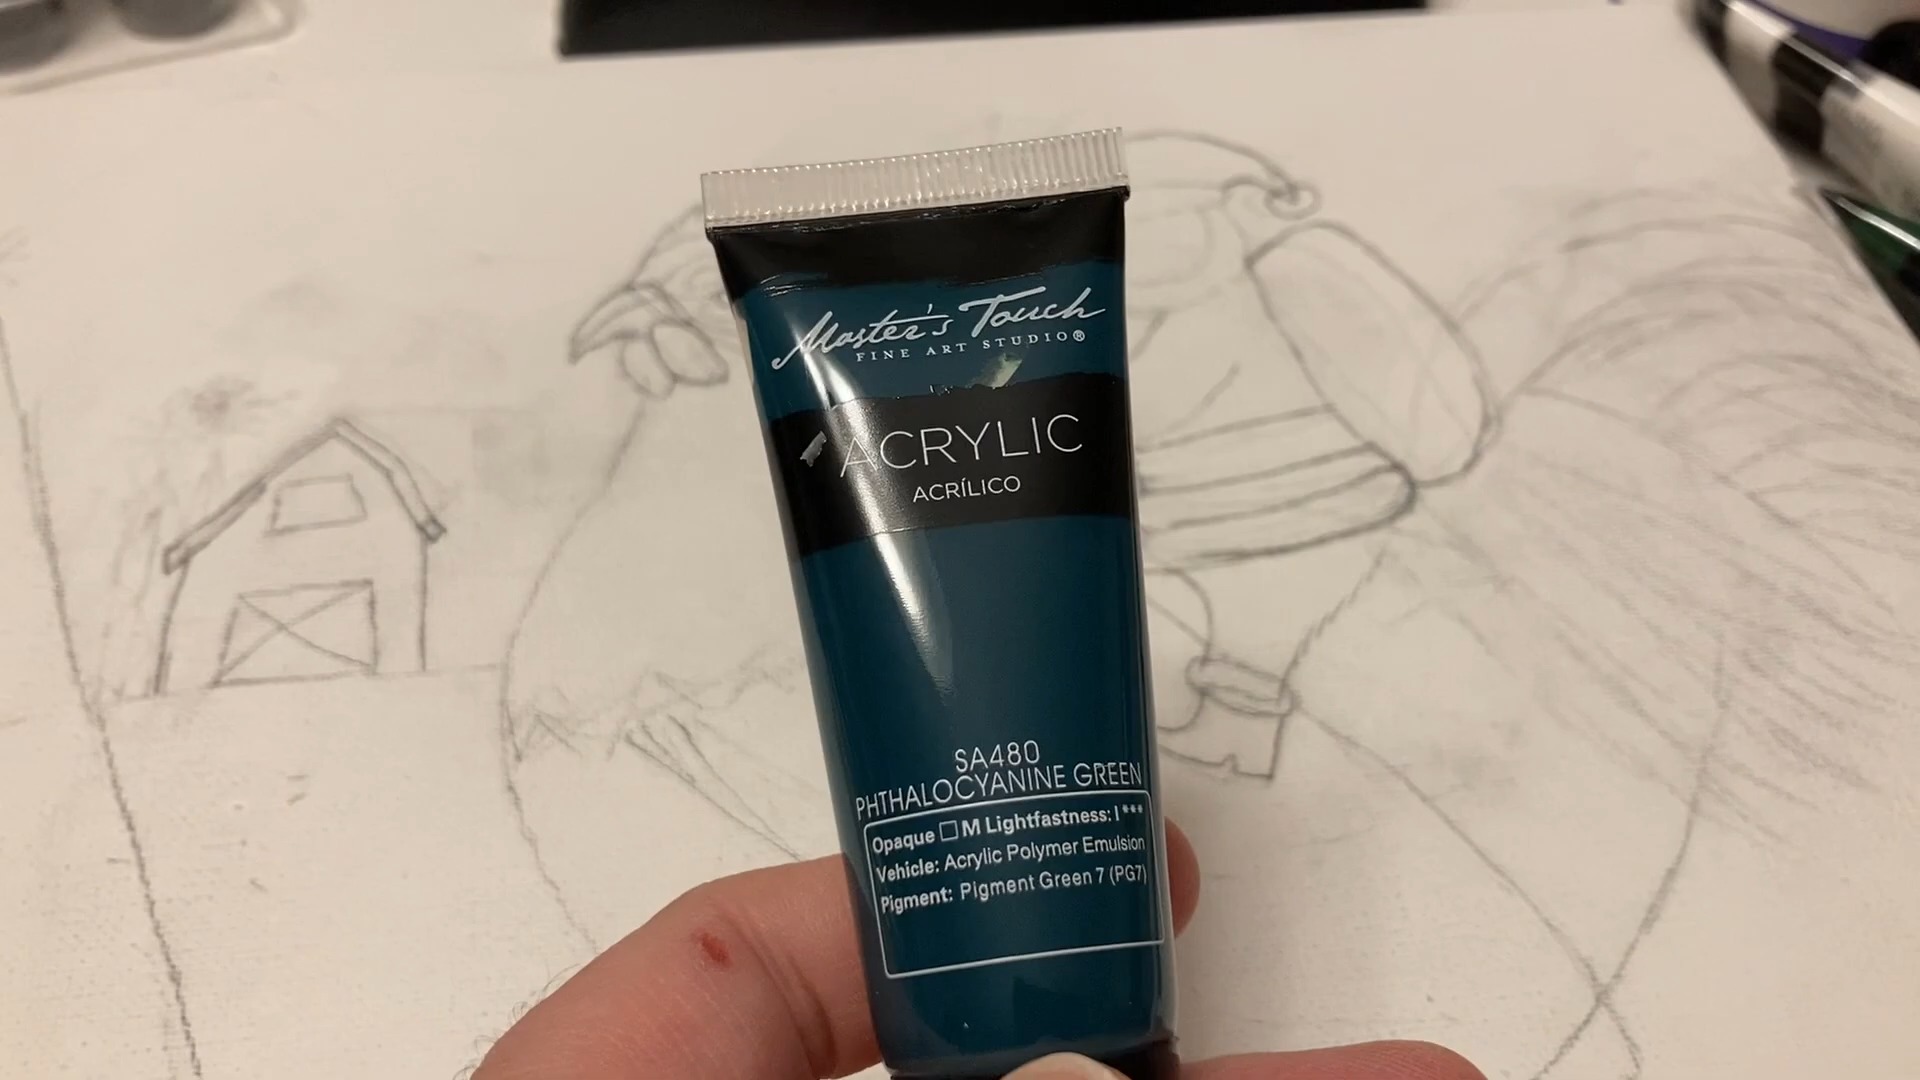 Master's Touch
FINE ART STUDIO®
ACRYLIC
ACRÍLICO
SA480
PHTHALOCYANINE GREEN
Opaque □ M Lightfastness: I ***
Vehicle: Acrylic Polymer Emulsion
Pigment: Pigment Green 7 (PG7)